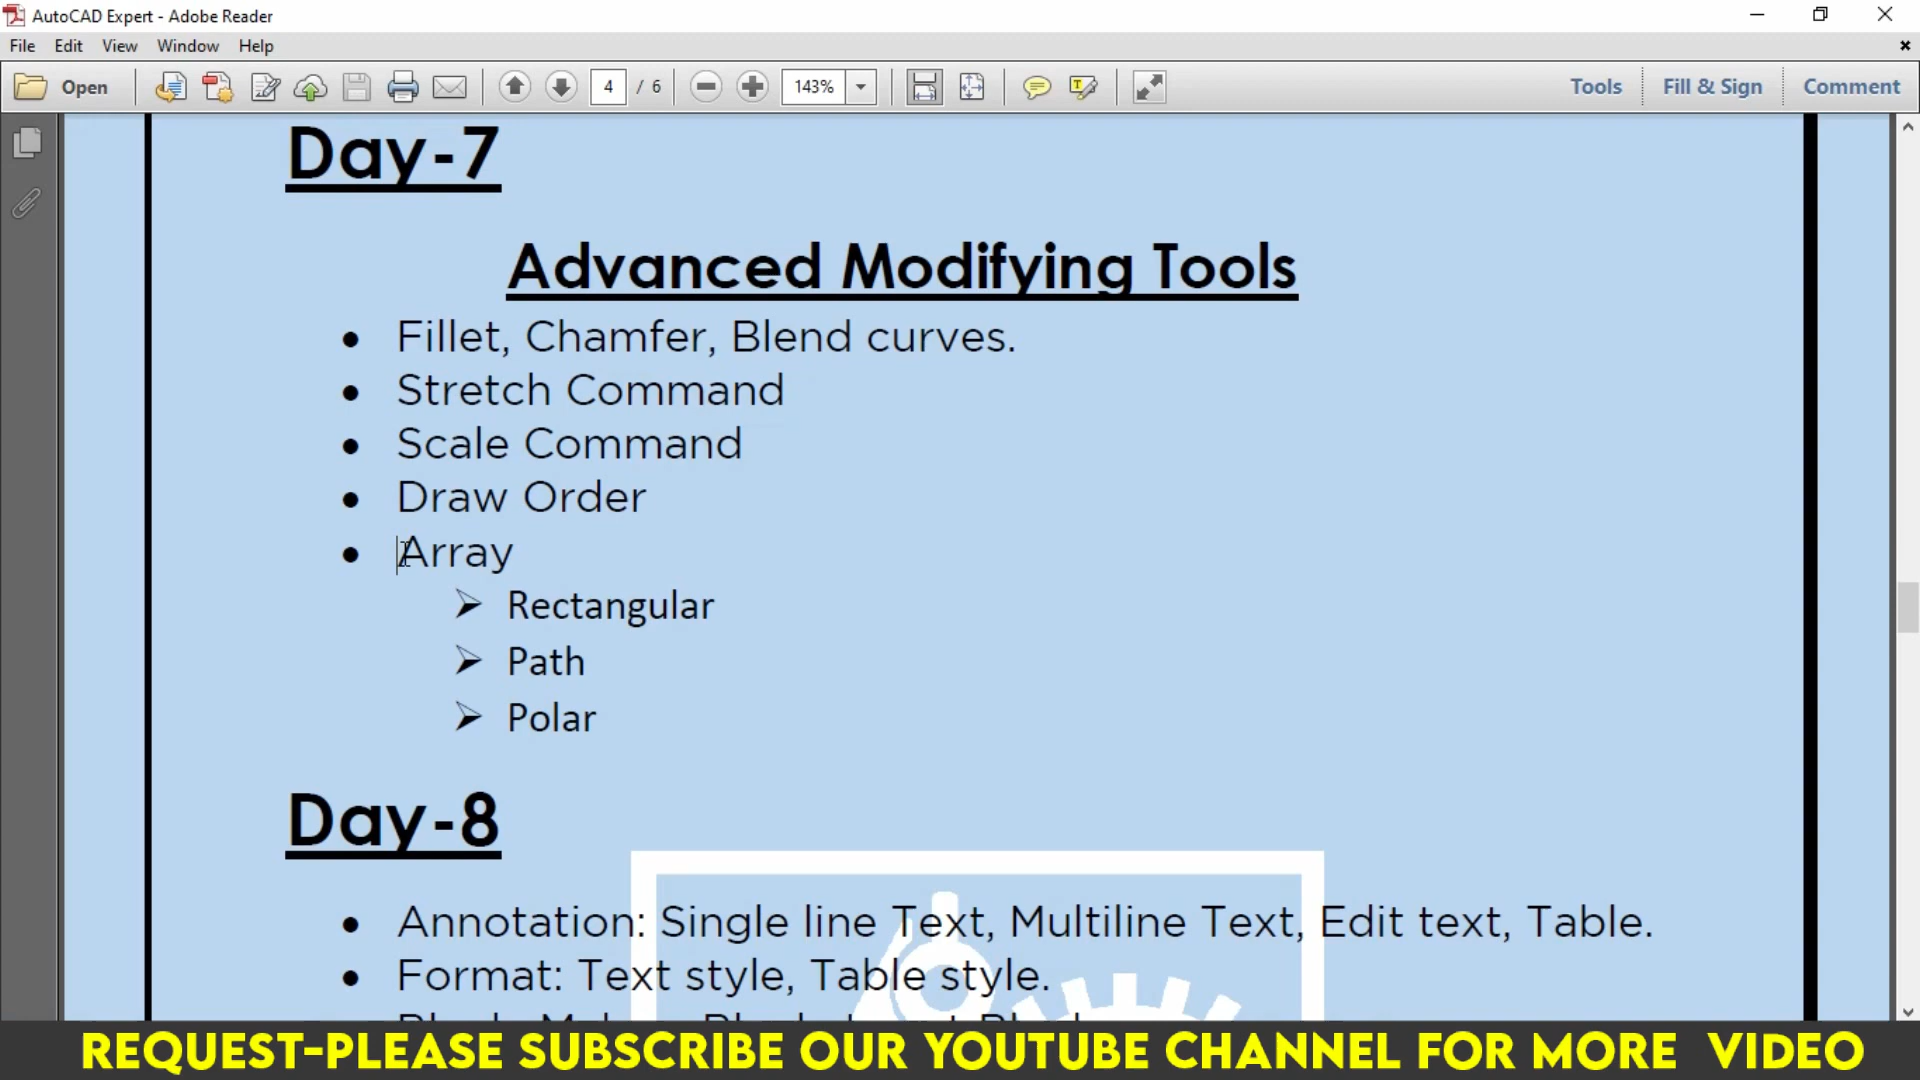 AutoCAD Expert - Adobe Reader
File Edit View Window Help
Open 4 / 6 143% Tools Fill & Sign Comment
Day-7
Advanced Modifying Tools
• Fillet, Chamfer, Blend curves.
• Stretch Command
• Scale Command
• Draw Order
• Array
➢ Rectangular
➢ Path
➢ Polar
Day-8
• Annotation: Single line Text, Multiline Text, Edit text, Table.
• Format: Text style, Table style.
REQUEST-PLEASE SUBSCRIBE OUR YOUTUBE CHANNEL FOR MORE VIDEO